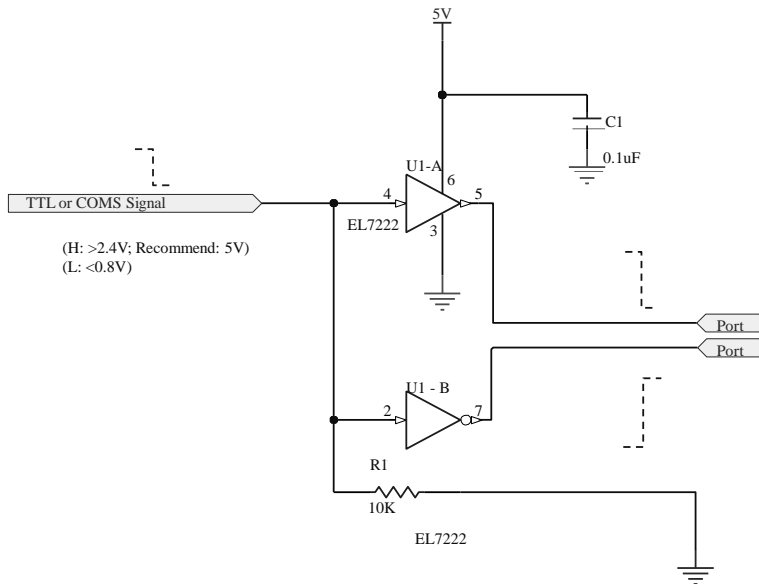 5V
C1
0.1uF
U1-A
6
4
5
TTL or COMS Signal
EL7222
3
(H: >2.4V; Recommend: 5V)
(L: <0.8V)
Port
Port
U1 - B
2
7
R1
10K
EL7222